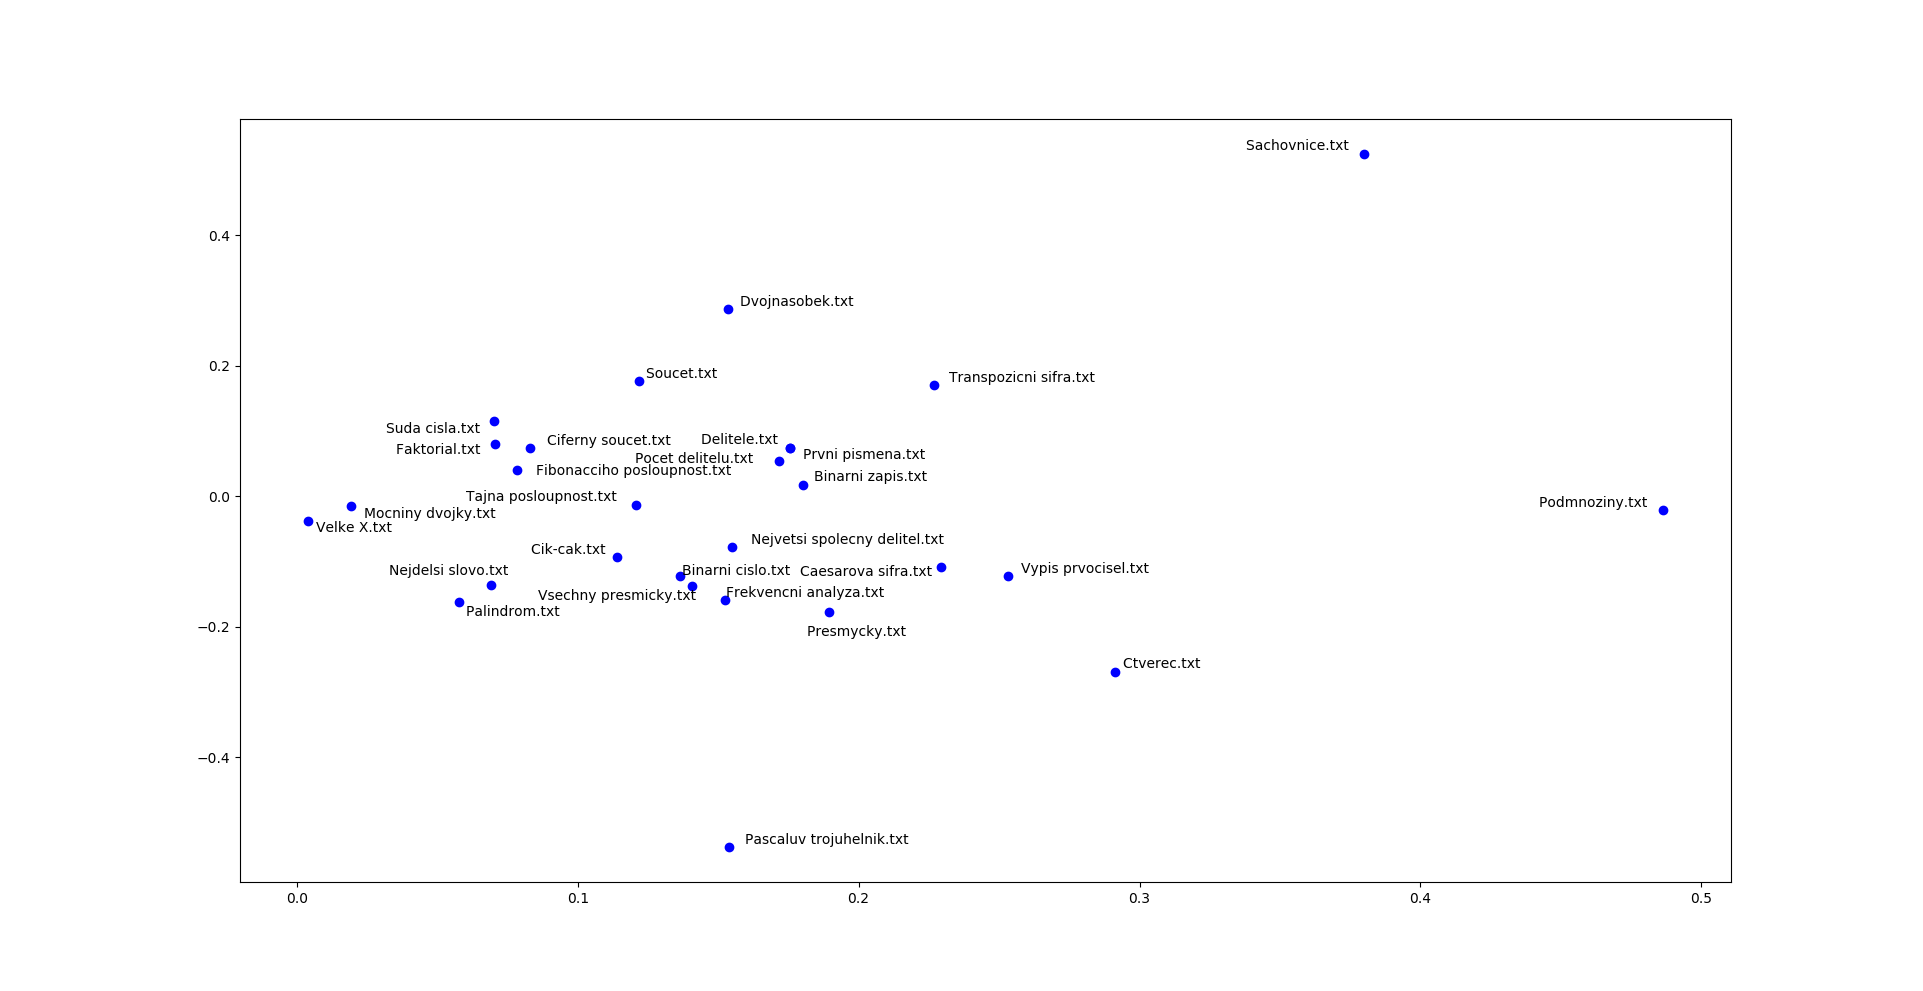 Sachovnice.txt
0.4
Dvojnasobek.txt
0.2
Soucet.txt
Transpozicni sifra.txt
Suda cisla.txt
Ciferny soucet.txt
Delitele.txt
Faktorial.txt
Pocet delitelu.txt
Prvni pismena.txt
Fibonacciho posloupnost.txt
Binarni zapis.txt
0.0
Tajna posloupnost.txt
Podmnoziny.txt
Mocniny dvojky.txt
Velke X.txt
Cik-cak.txt
Nejvetsi spolecny delitel.txt
Nejdelsi slovo.txt
Binarni cislo.txt
Caesarova sifra.txt
Vypis prvocisel.txt
Vsechny presmicky.txt
Frekvencni analyza.txt
Palindrom.txt
−0.2
Presmycky.txt
Ctverec.txt
−0.4
Pascaluv trojuhelnik.txt
0.0 0.1 0.2 0.3 0.4 0.5